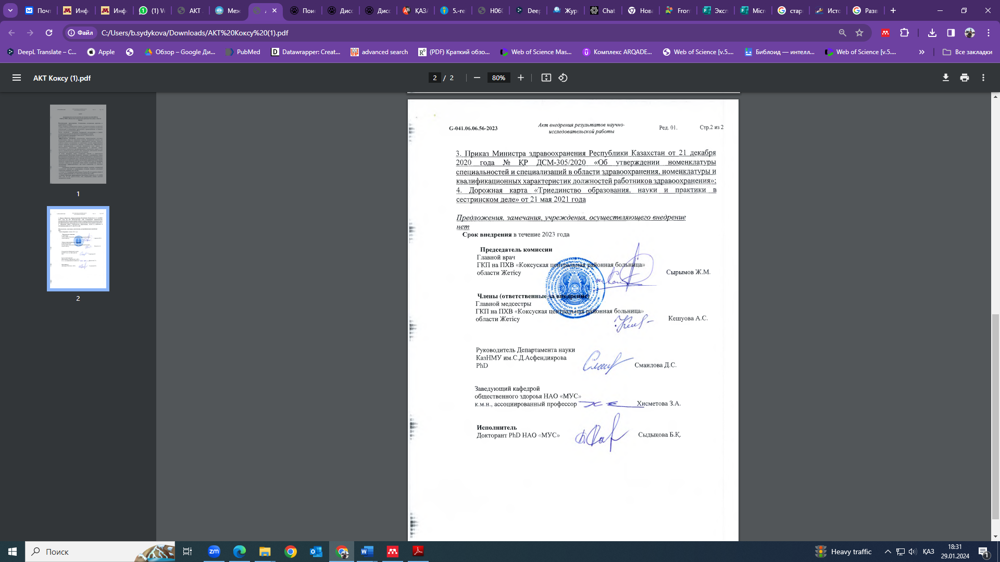 Почт
Инф
Инф
(1) W
АКТ
Меж
Поис
Дисс
Дисс
ҚАЗА
5.-re
H060
Deep
Жур
Chat
Нова
Fron
Эксп
Micr
стар
Исто
Разв
Файл
C:/Users/b.sydykova/Downloads/АКТ%20Коксу%20(1).pdf
DeepL Translate – C...
Apple
Обзор – Google Ди...
PubMed
Datawrapper: Creat...
advanced search
(PDF) Краткий обзо...
Web of Science Mas...
Комплекс ARQADE...
Web of Science [v.5....
Библоид — интелл...
Web of Science [v.5....
Все закладки
АКТ Коксу (1).pdf
2 / 2
80%
1
2
G-041.06.06.56-2023
Акт внедрения результатов научно-
исследовательской работы
Ред. 01.
Стр.2 из 2
3. Приказ Министра здравоохранения Республики Казахстан от 21 декабря
2020 года № ҚР ДСМ-305/2020 «Об утверждении номенклатуры
специальностей и специализаций в области здравоохранения, номенклатуры и
квалификационных характеристик должностей работников здравоохранения»;
4. Дорожная карта «Триединство образования, науки и практики в
сестринском деле» от 21 мая 2021 года
Предложения, замечания, учреждения, осуществляющего внедрение
нет
Срок внедрения в течение 2023 года
Председатель комиссии
Главной врач
ГКП на ПХВ «Коксуская центральная районная больница»
области Жетісу
Сырымов Ж.М.
Члены (ответственные за внедрение)
Главной медсестры
ГКП на ПХВ «Коксуская центральная районная больница»
области Жетісу
Кешуова А.С.
Руководитель Департамента науки
КазНМУ им.С.Д.Асфендиярова
PhD
Смаилова Д.С.
Заведующий кафедрой
общественного здороья НАО «МУС»
к.м.н., ассоциированный профессор
Хисметова З.А.
Исполнитель
Докторант PhD НАО «МУС»
Сыдыкова Б.Қ.
Поиск
Heavy traffic
ҚАЗ
18:31
29.01.2024
1